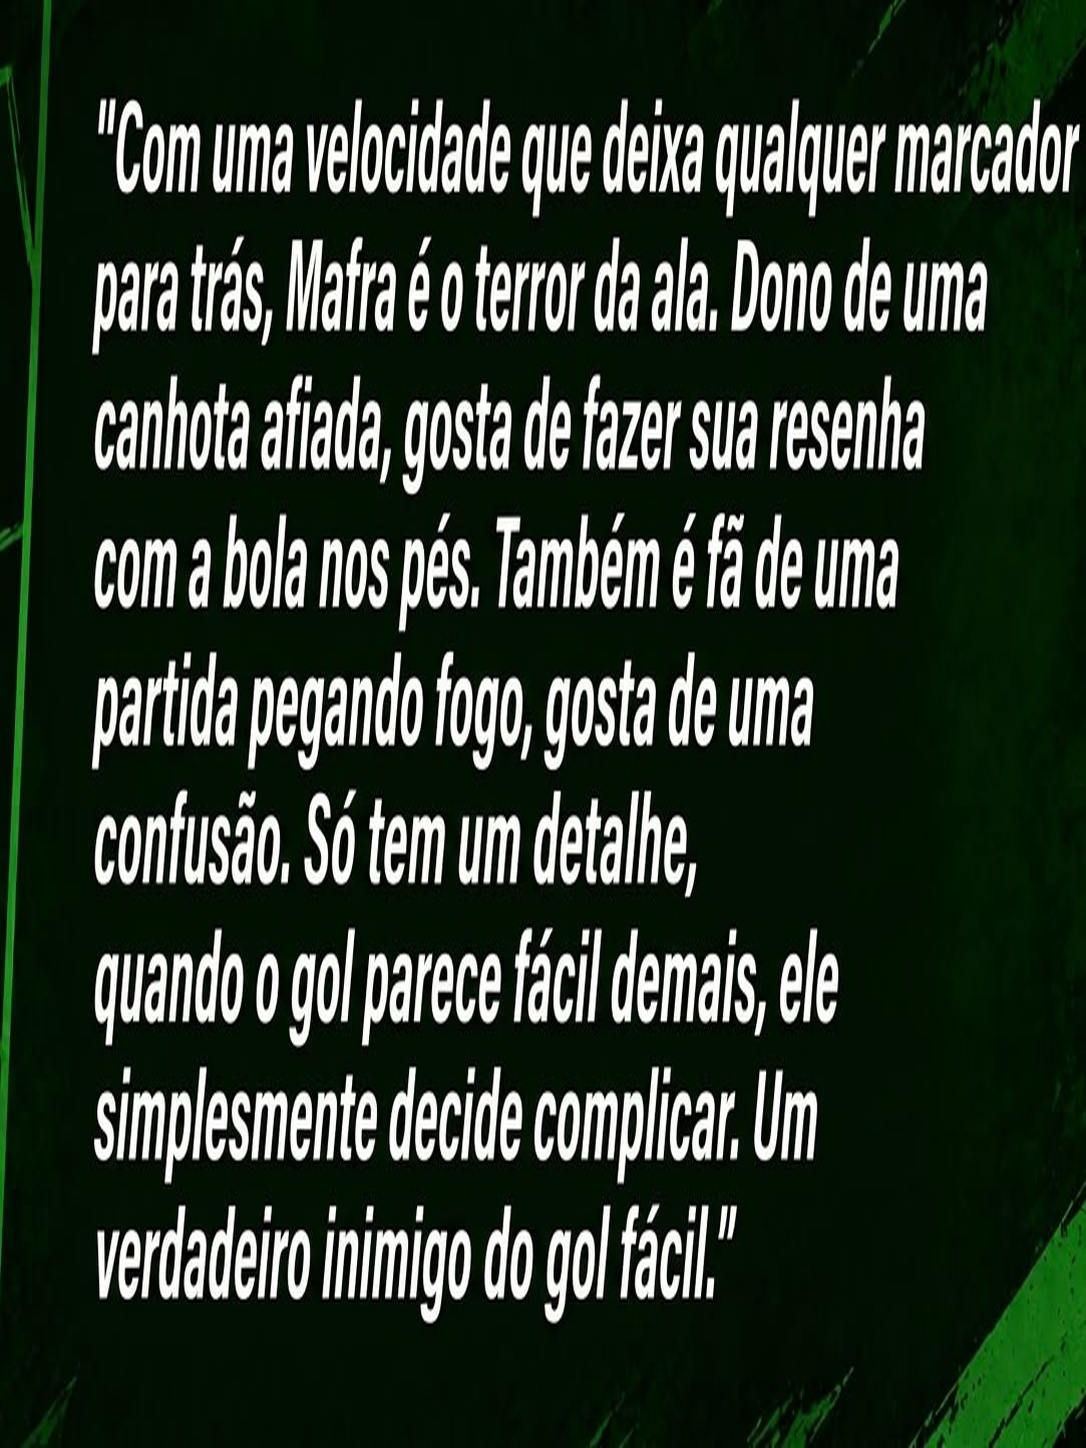 "Com uma velocidade que deixa qualquer marcador
para trás, Mafra é o terror da ala. Dono de uma
canhota afiada, gosta de fazer sua resenha
com a bola nos pés. Também é fã de uma
partida pegando fogo, gosta de uma
confusão. Só tem um detalhe,
quando o gol parece fácil demais, ele
simplesmente decide complicar. Um
verdadeiro inimigo do gol fácil."